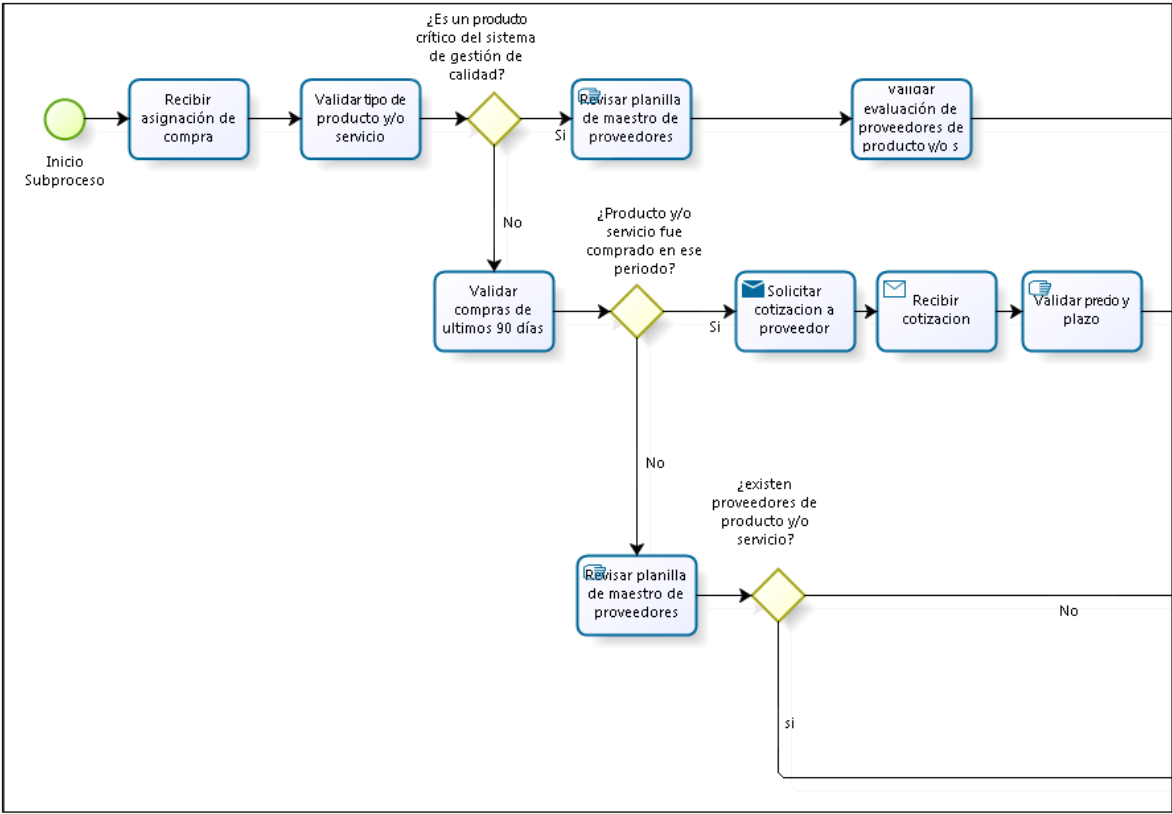 ¿Es un producto
crítico del sistema
de gestión de
calidad?
Inicio
Subproceso
Recibir
asignación de
compra
Validar tipo de
producto y/o
servicio
Si
Revisar planilla
de maestro de
proveedores
Validar
evaluación de
proveedores de
producto y/o s
No
¿Producto y/o
servicio fue
comprado en ese
periodo?
Validar
compras de
ultimos 90 días
Si
Solicitar
cotizacion a
proveedor
Recibir
cotizacion
Validar precio y
plazo
No
¿existen
proveedores de
producto y/o
servicio?
Revisar planilla
de maestro de
proveedores
No
si